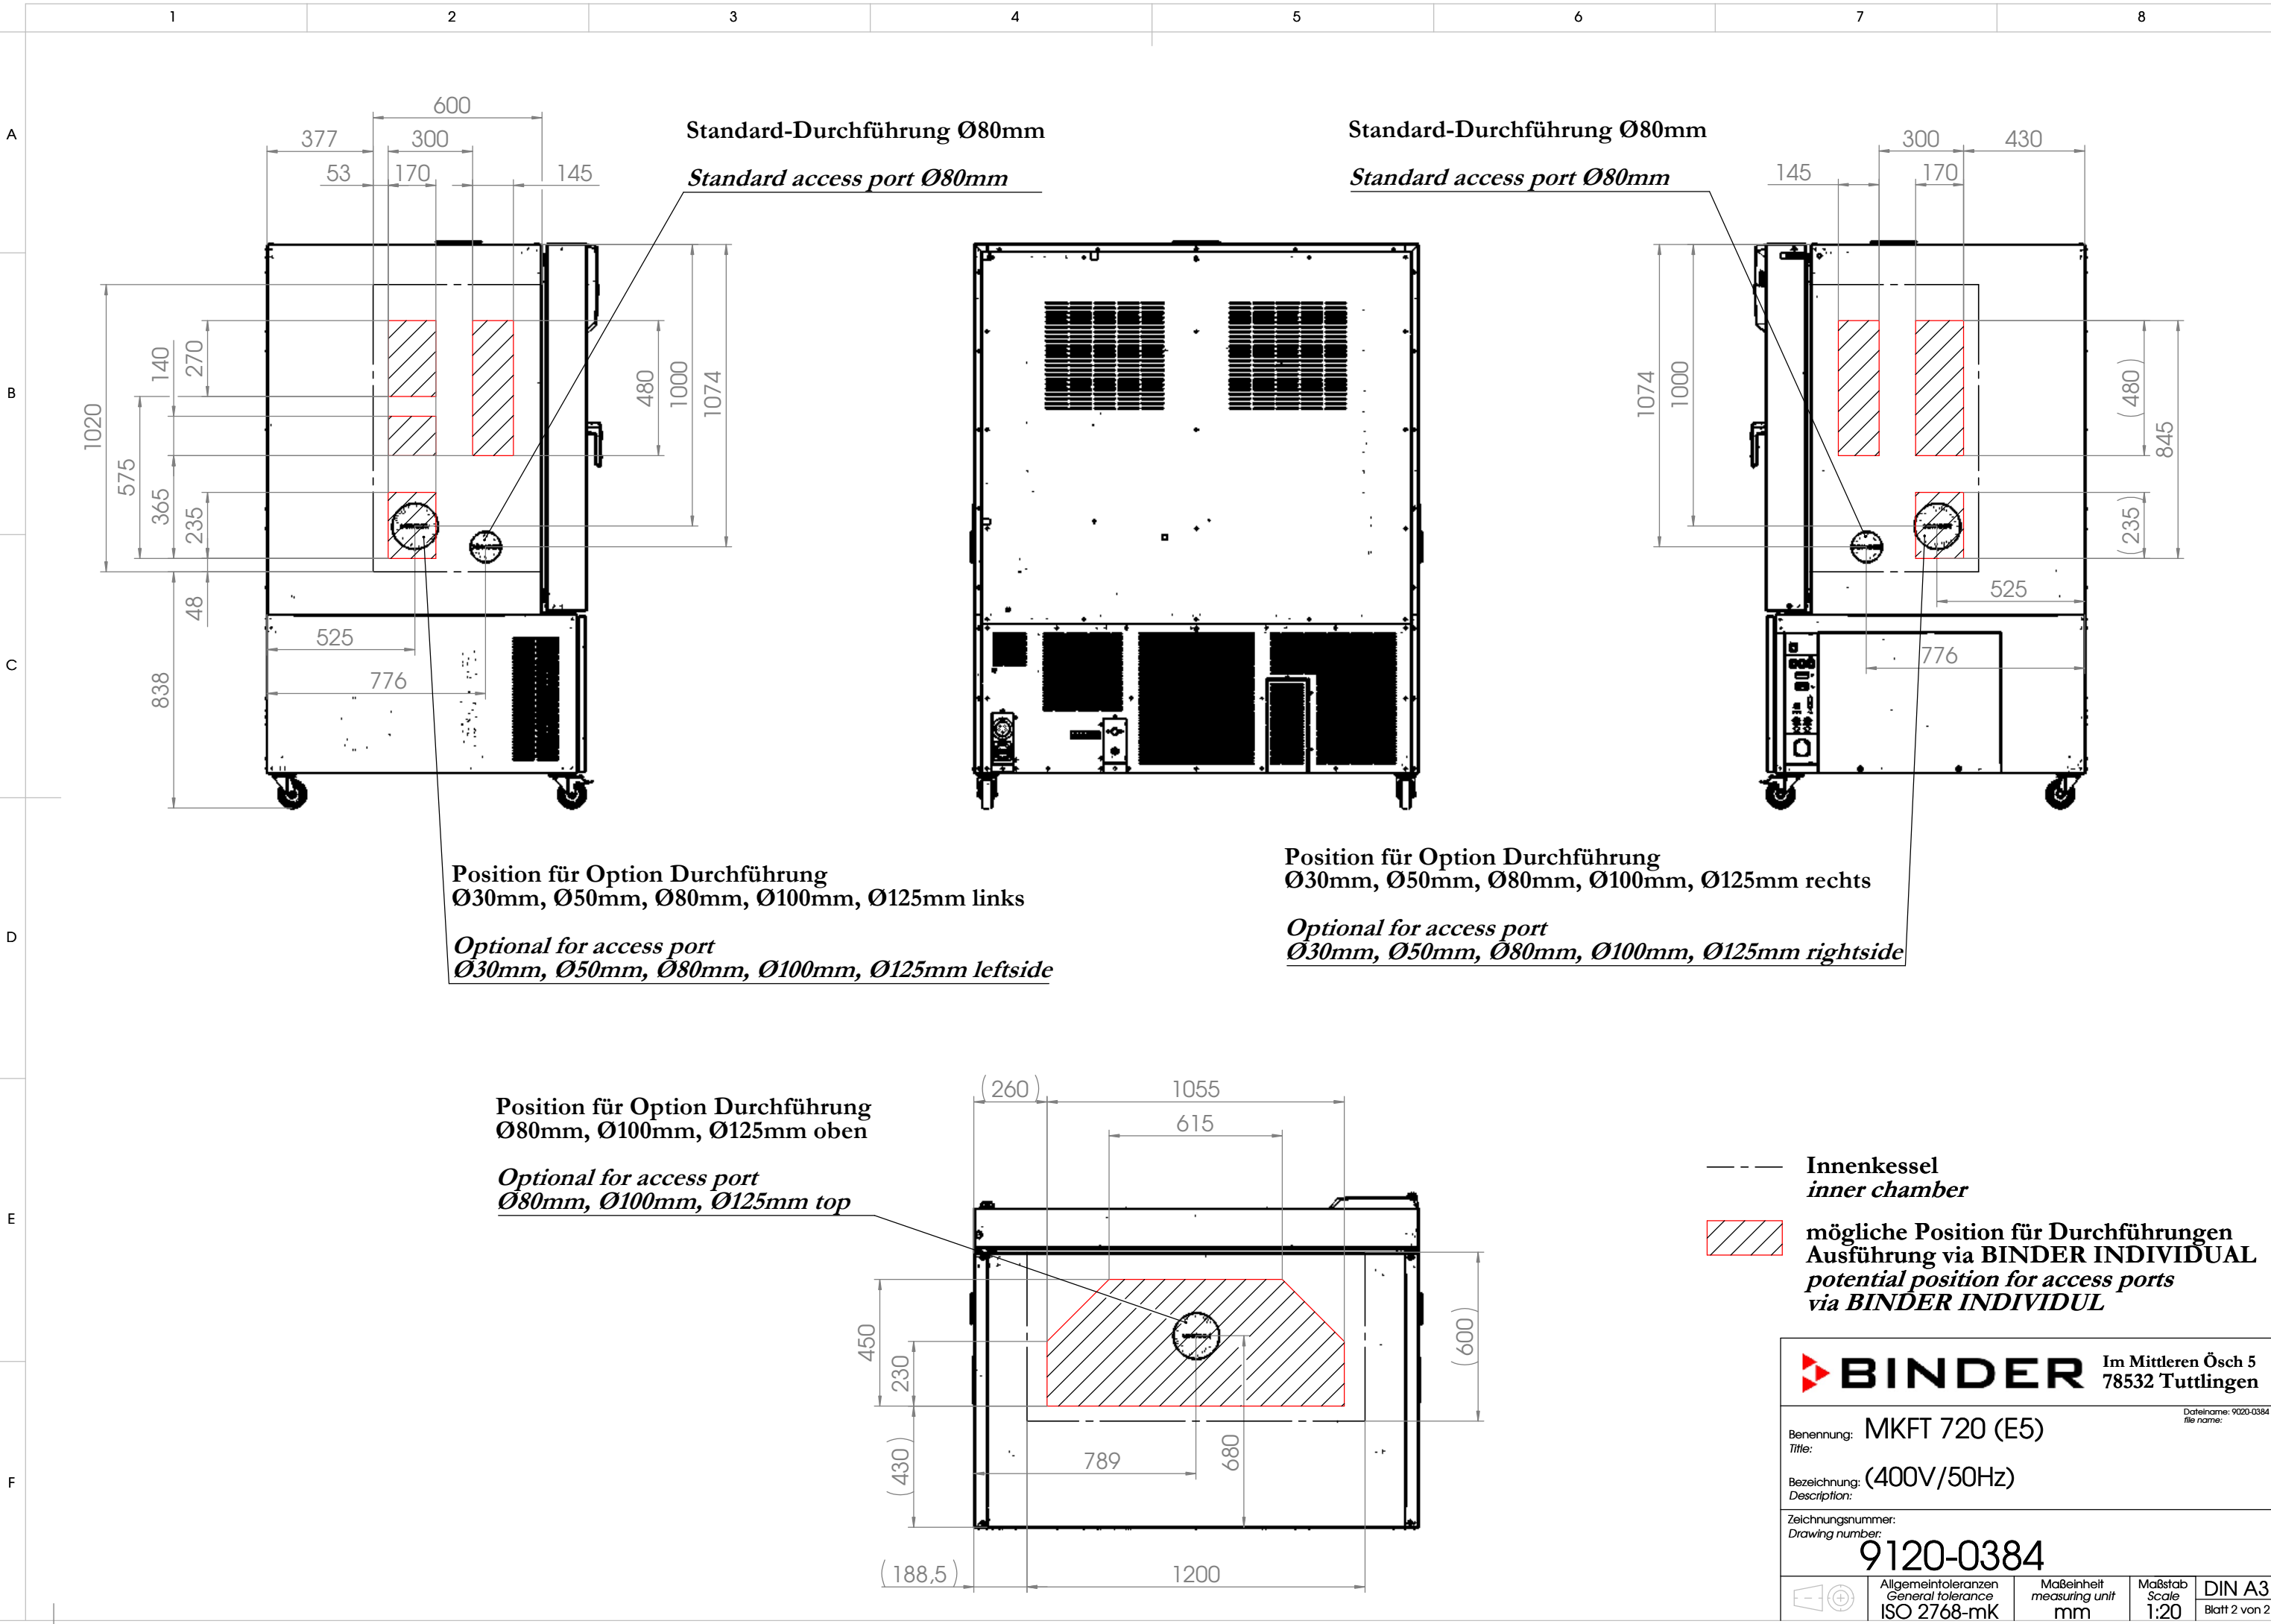 1 2 3 4 5 6 7 8
A
B
C
D
E
F
600
377 300
53 170 145
Standard-Durchführung Ø80mm
Standard access port Ø80mm
1020
140
270
575
365
235
48
838
480
1000
1074
525
776
Standard-Durchführung Ø80mm
Standard access port Ø80mm
300 430
145 170
1074
1000
(480)
845
(235)
525
776
Position für Option Durchführung
Ø30mm, Ø50mm, Ø80mm, Ø100mm, Ø125mm links
Optional for access port
Ø30mm, Ø50mm, Ø80mm, Ø100mm, Ø125mm leftside
Position für Option Durchführung
Ø30mm, Ø50mm, Ø80mm, Ø100mm, Ø125mm rechts
Optional for access port
Ø30mm, Ø50mm, Ø80mm, Ø100mm, Ø125mm rightside
Position für Option Durchführung
Ø80mm, Ø100mm, Ø125mm oben
Optional for access port
Ø80mm, Ø100mm, Ø125mm top
(260) 1055
615
450
230
(430)
(600)
789
680
(188,5) 1200
Innenkessel
inner chamber
mögliche Position für Durchführungen
Ausführung via BINDER INDIVIDUAL
potential position for access ports
via BINDER INDIVIDUL
BINDER
Im Mittleren Ösch 5
78532 Tuttlingen
Dateiname: 9020-0384
file name:
Benennung: MKFT 720 (E5)
Title:
Bezeichnung: (400V/50Hz)
Description:
Zeichnungsnummer:
Drawing number:
9120-0384
Allgemeintoleranzen
General tolerance
ISO 2768-mK
Maßeinheit
measuring unit
mm
Maßstab
Scale
1:20
DIN A3
Blatt 2 von 2